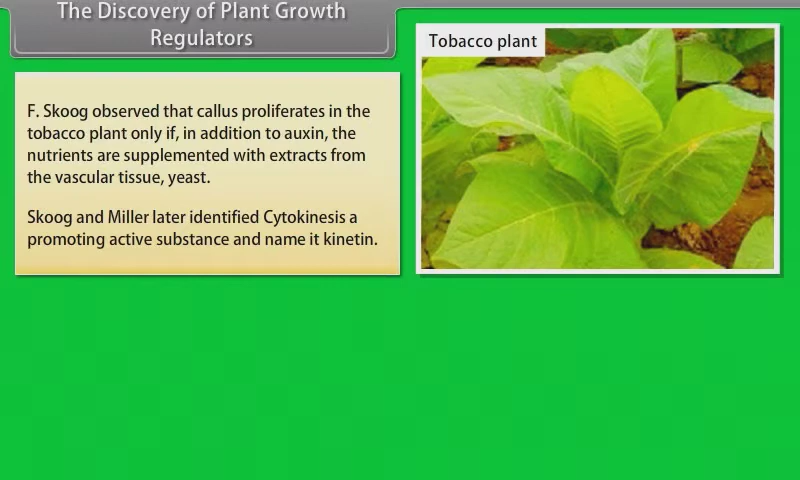 The Discovery of Plant Growth
Regulators
Tobacco plant
F. Skoog observed that callus proliferates in the
tobacco plant only if, in addition to auxin, the
nutrients are supplemented with extracts from
the vascular tissue, yeast.
Skoog and Miller later identified Cytokinesis a
promoting active substance and name it kinetin.